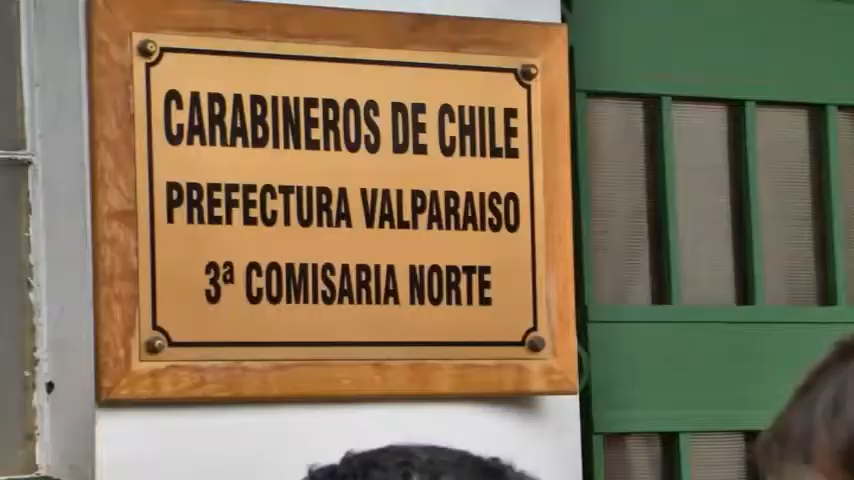 CARABINEROS DE CHILE
PREFECTURA VALPARAISO
3ª COMISARIA NORTE